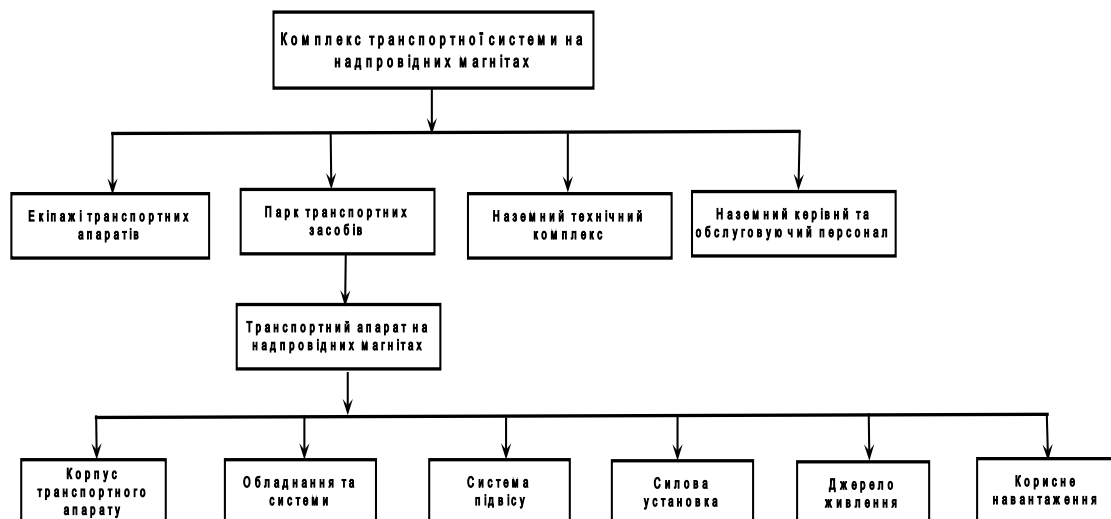 Комплекс транспортної системи на
надпровідних магнітах
Екіпажі транспортних
апаратів
Парк транспортних
засобів
Наземний технічний
комплекс
Наземний керівнй та
обслуговуючий персонал
Транспортний апарат на
надпровідних магнітах
Корпус
транспортного
апарату
Обладнання та
системи
Система
підвісу
Силова
установка
Джерело
живлення
Корисне
навантаження